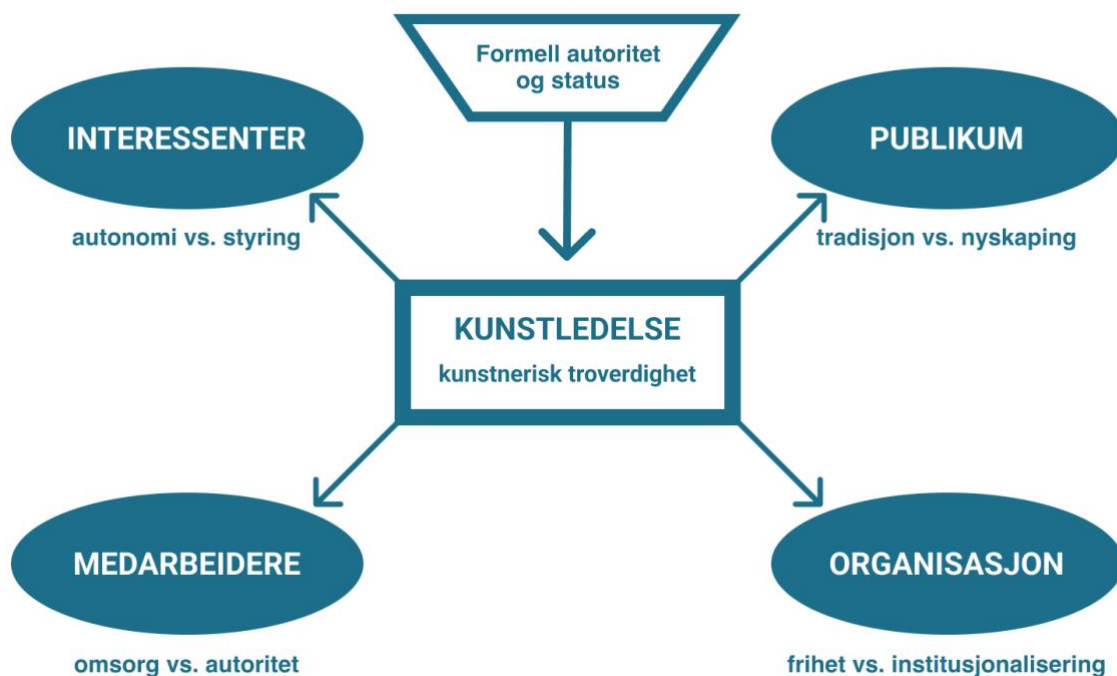 Formell autoritet
og status
INTERESSENTER
autonomi vs. styring
PUBLIKUM
tradisjon vs. nyskaping
KUNSTLEDELSE
kunstnerisk troverdighet
MEDARBEIDERE
omsorg vs. autoritet
ORGANISASJON
frihet vs. institusjonalisering